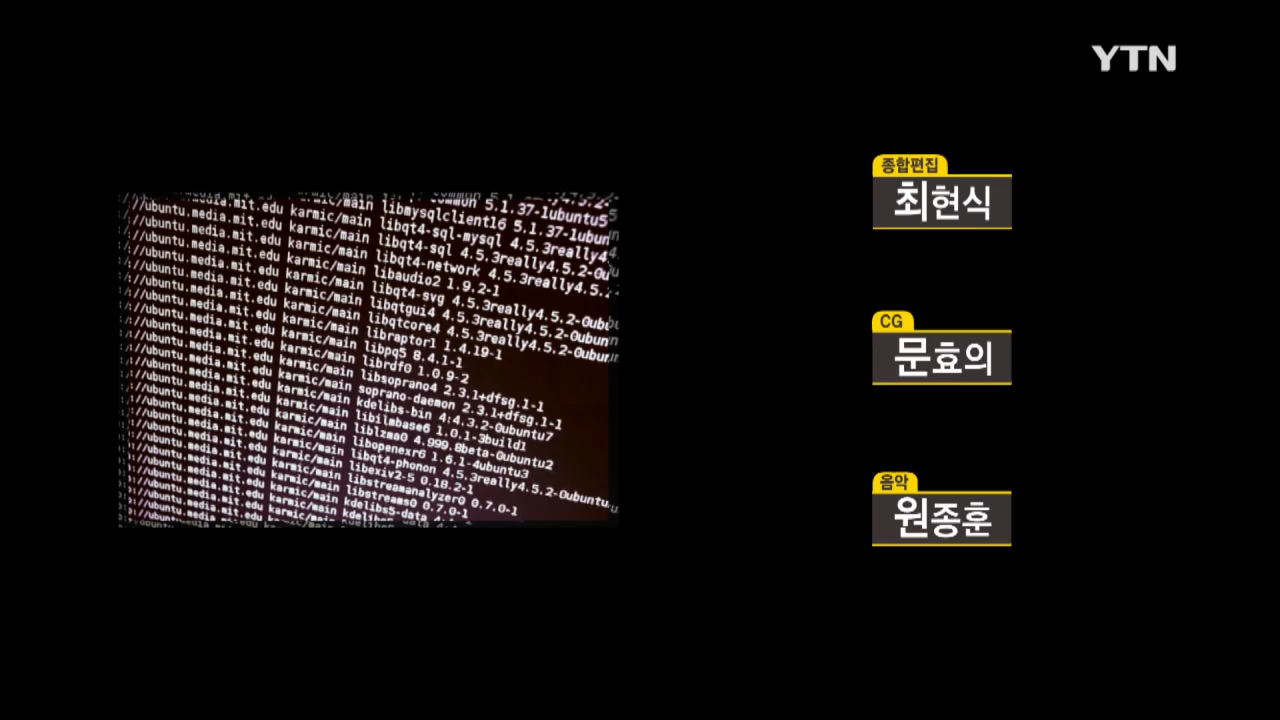 YTN
종합편집
최현식
CG
문효의
음악
원종훈
common 5.1.37-1ubuntu5
//ubuntu.media.mit.edu karmic/main libmysqlclient16 5.1.37-1ubun
//ubuntu.media.mit.edu karmic/main libqt4-sql-mysql 4.5.3really4.
//ubuntu.media.mit.edu karmic/main libqt4-sql 4.5.3really4.5.2-0u
//ubuntu.media.mit.edu karmic/main libqt4-network 4.5.3really4.5.
//ubuntu.media.mit.edu karmic/main libaudio2 1.9.2-1
//ubuntu.media.mit.edu karmic/main libqt4-svg 4.5.3really4.5.2-0ubu
//ubuntu.media.mit.edu karmic/main libqtgui4 4.5.3really4.5.2-0ubun
//ubuntu.media.mit.edu karmic/main libqtcore4 4.5.3really4.5.2-0ubun
//ubuntu.media.mit.edu karmic/main libraptor1 1.4.19-1
//ubuntu.media.mit.edu karmic/main libpq5 8.4.1-1
//ubuntu.media.mit.edu karmic/main librdf0 1.0.9-2
//ubuntu.media.mit.edu karmic/main libsoprano4 2.3.1+dfsg.1-1
//ubuntu.media.mit.edu karmic/main soprano-daemon 2.3.1+dfsg.1-1
//ubuntu.media.mit.edu karmic/main kdelibs-bin 4:4.3.2-0ubuntu7
//ubuntu.media.mit.edu karmic/main libilmbase6 1.0.1-3build1
//ubuntu.media.mit.edu karmic/main liblzma0 4.999.8beta-0ubuntu2
//ubuntu.media.mit.edu karmic/main libopenexr6 1.6.1-4ubuntu3
//ubuntu.media.mit.edu karmic/main libqt4-phonon 4.5.3really4.5.2-0ubuntu
//ubuntu.media.mit.edu karmic/main libexiv2-5 0.18.2-1
//ubuntu.media.mit.edu karmic/main libstreamanalyzer0 0.7.0-1
//ubuntu.media.mit.edu karmic/main libstreams0 0.7.0-1
//ubuntu.media.mit.edu karmic/main kdelibs5-data